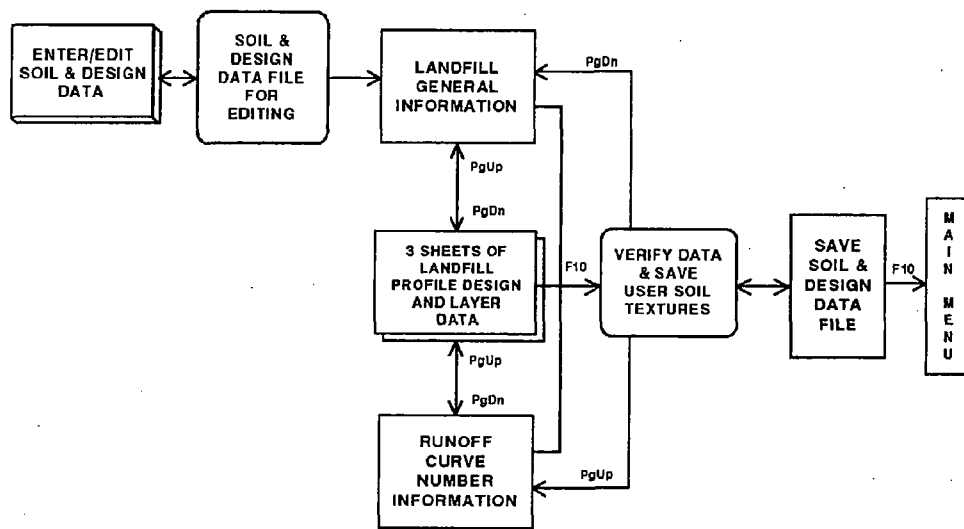 ENTER/EDIT
SOIL & DESIGN
DATA
SOIL &
DESIGN
DATA FILE
FOR
EDITING
LANDFILL
GENERAL
INFORMATION
PgDn
PgUp
PgDn
3 SHEETS OF
LANDFILL
PROFILE DESIGN
AND LAYER
DATA
F10
VERIFY DATA
& SAVE
USER SOIL
TEXTURES
SAVE
SOIL &
DESIGN
DATA
FILE
F10
M
A
I
N
M
E
N
U
PgUp
PgDn
RUNOFF
CURVE
NUMBER
INFORMATION
PgUp